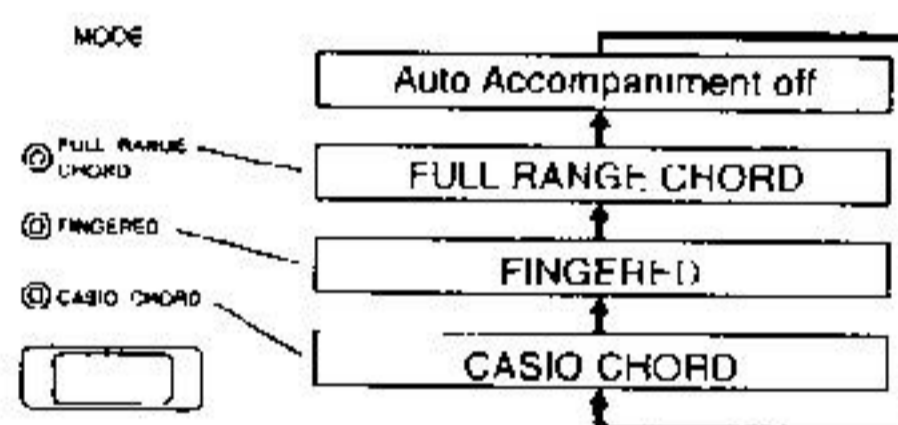 MODE
Auto Accompaniment off
FULL RANGE
CHORD
FULL RANGE CHORD
FINGERED
FINGERED
CASIO CHORD
CASIO CHORD